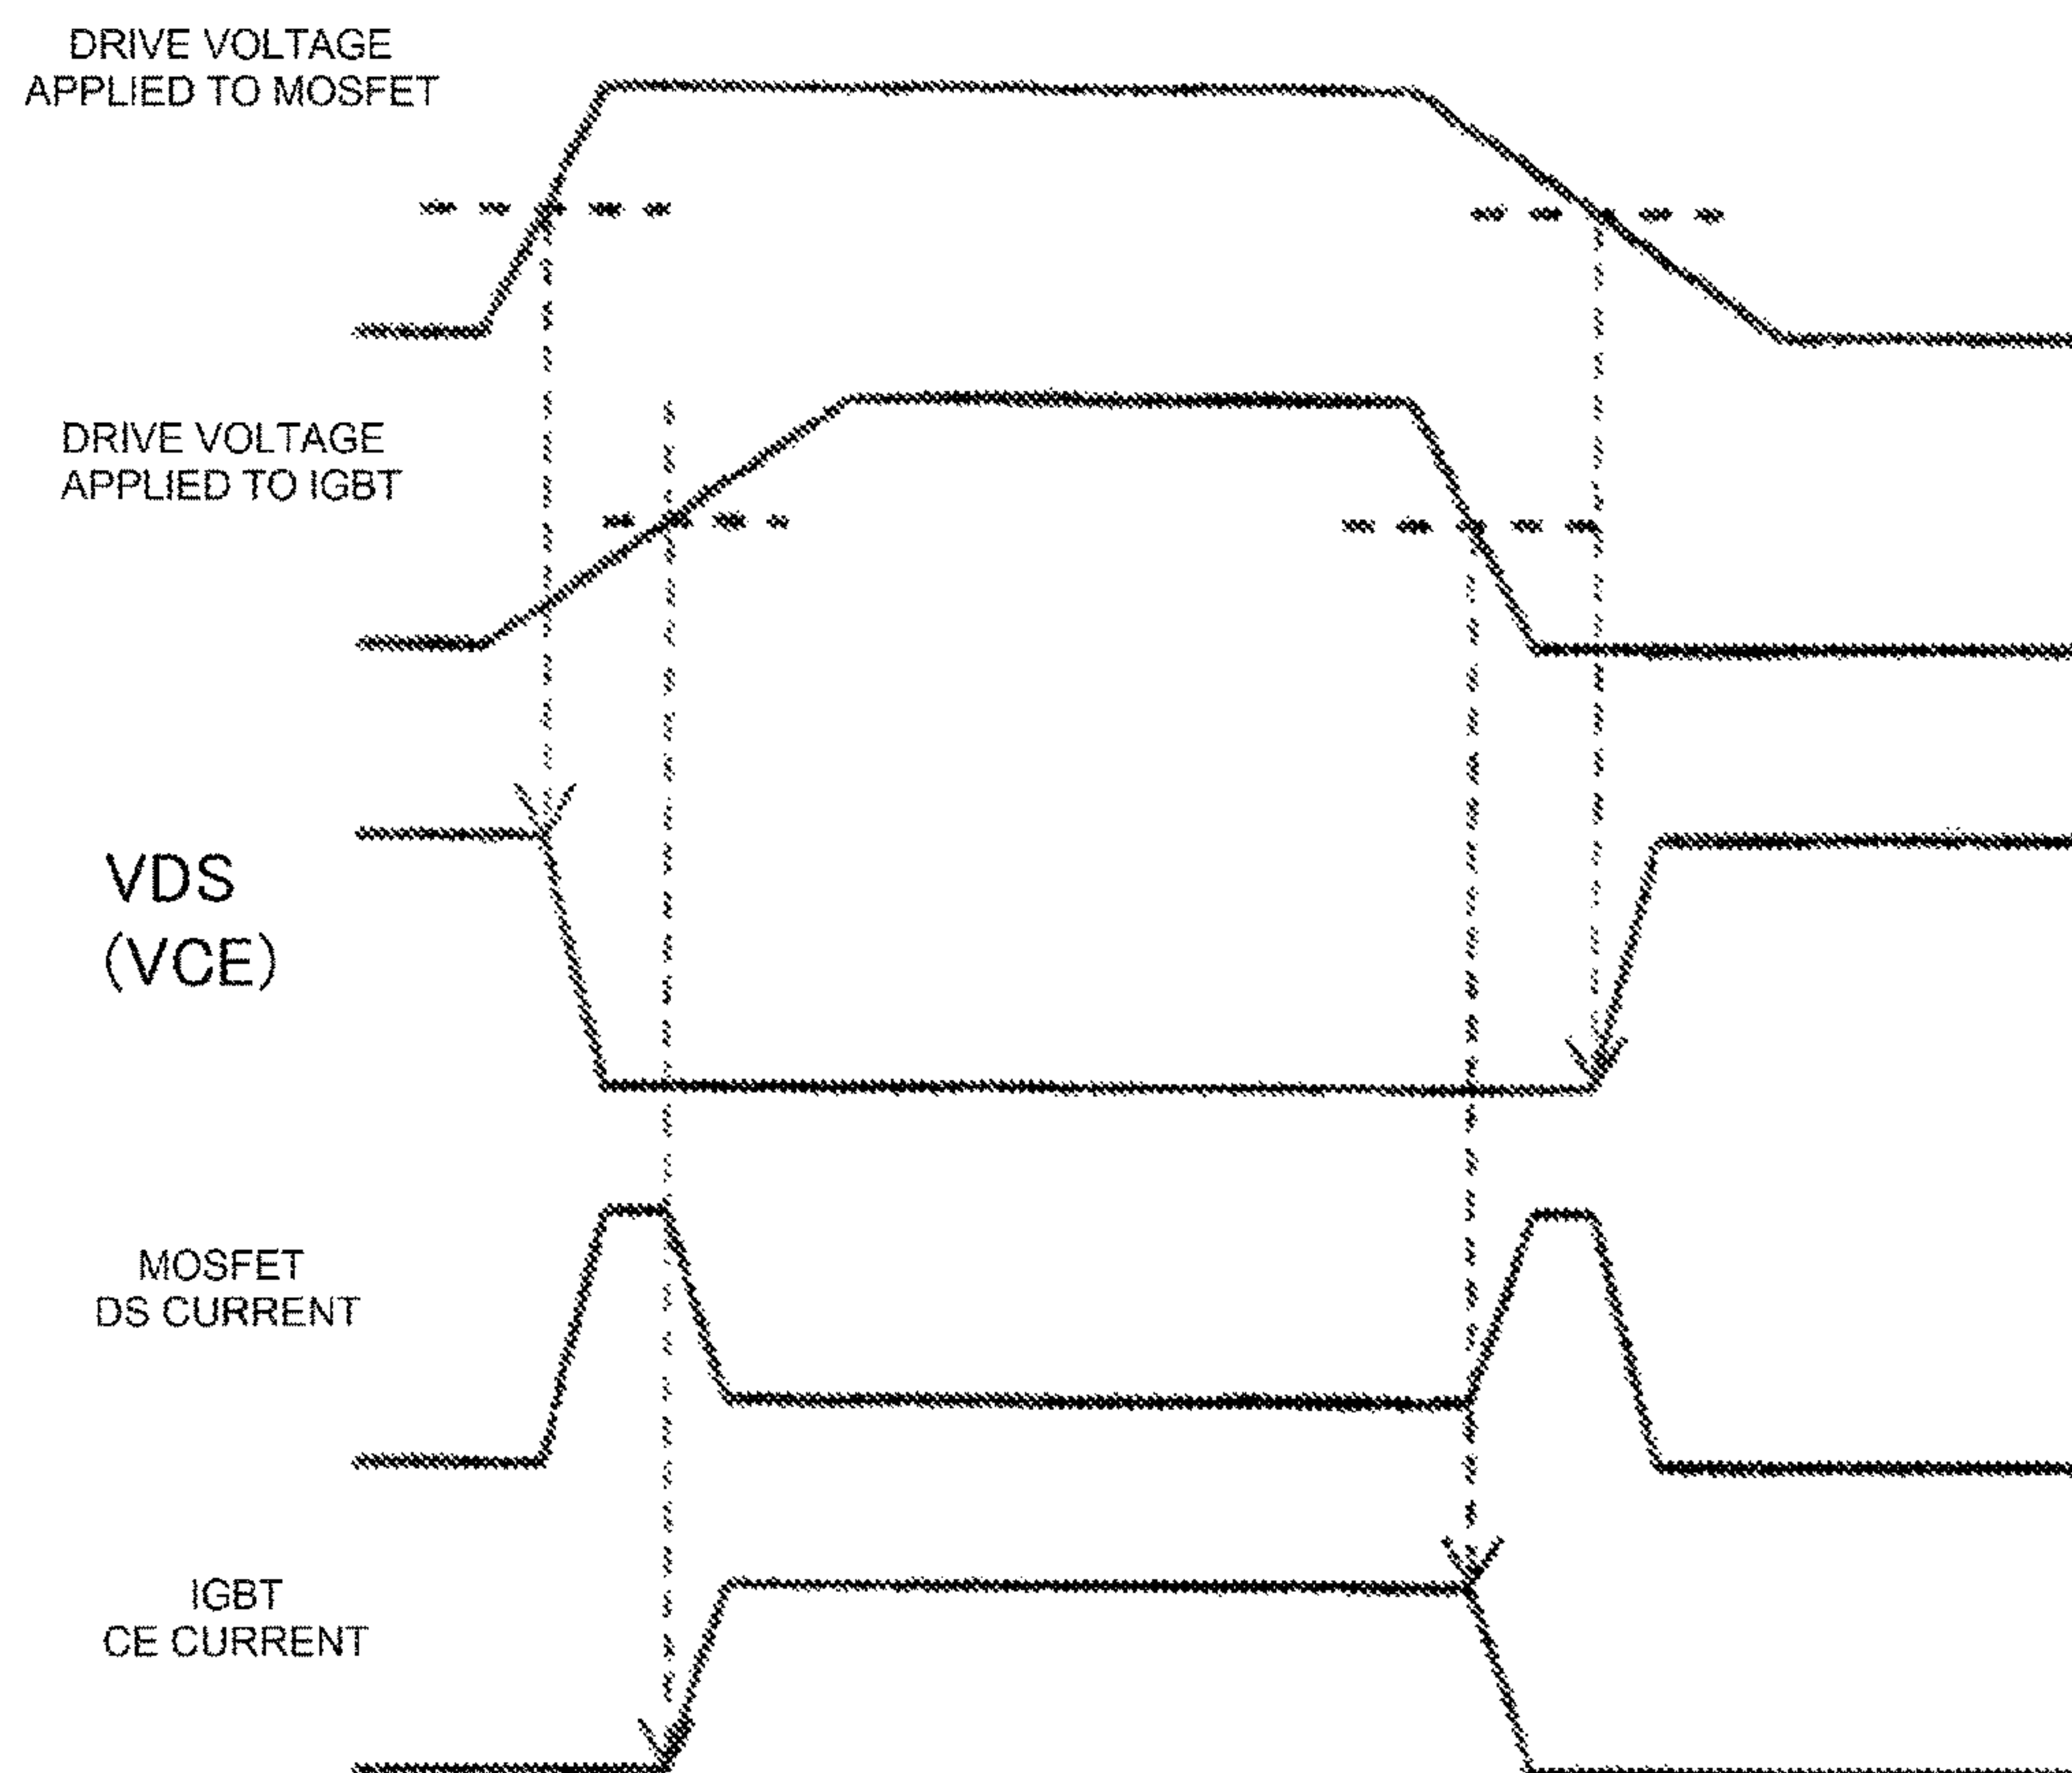 DRIVE VOLTAGE
APPLIED TO MOSFET
DRIVE VOLTAGE
APPLIED TO IGBT
VDS
(VCE)
MOSFET
DS CURRENT
IGBT
CE CURRENT